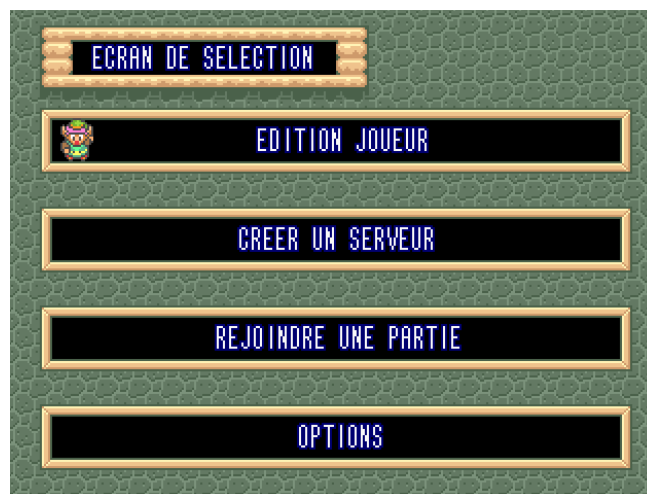 ECRAN DE SELECTION
EDITION JOUEUR
CREER UN SERVEUR
REJOINDRE UNE PARTIE
OPTIONS